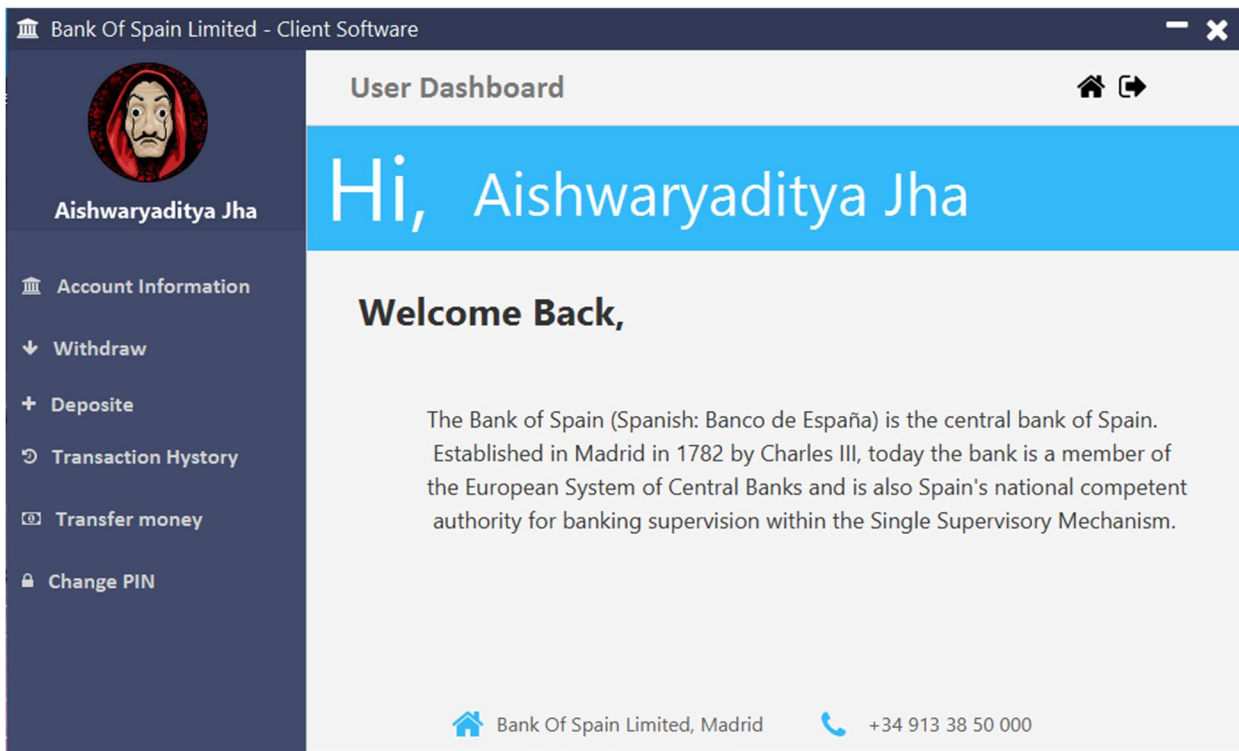 Bank Of Spain Limited - Client Software
Aishwaryaditya Jha
Account Information
Withdraw
Deposite
Transaction Hystory
Transfer money
Change PIN
User Dashboard
Hi, Aishwaryaditya Jha
Welcome Back,
The Bank of Spain (Spanish: Banco de España) is the central bank of Spain.
Established in Madrid in 1782 by Charles III, today the bank is a member of
the European System of Central Banks and is also Spain's national competent
authority for banking supervision within the Single Supervisory Mechanism.
Bank Of Spain Limited, Madrid
+34 913 38 50 000